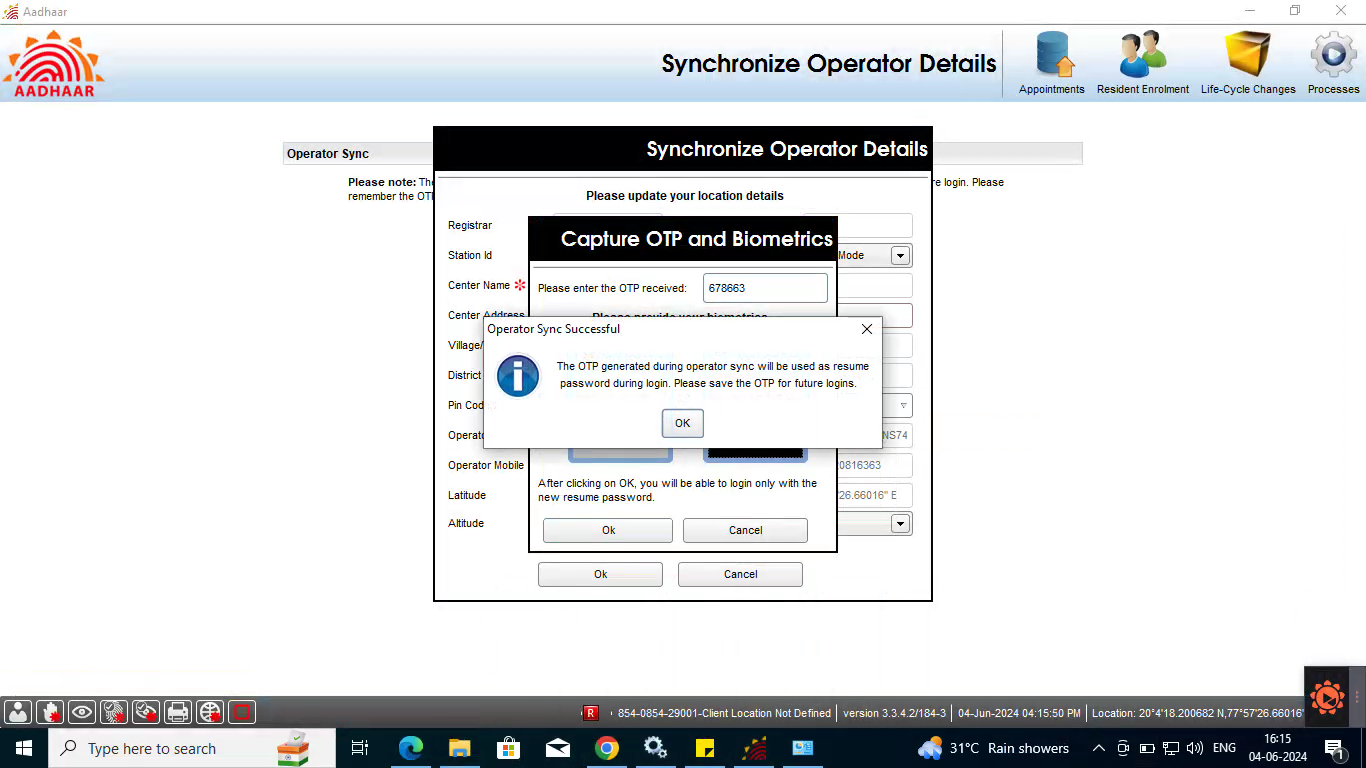 Aadhaar
AADHAAR
Synchronize Operator Details
Appointments
Resident Enrolment
Life-Cycle Changes
Processes
Operator Sync
Please note:
re login. Please
remember the
Synchronize Operator Details
Please update your location details
Registrar
Station Id
Mode
Center Name *
Center Address
Village/
District
Pin Code
NS74
Operator Mobile
0816363
Latitude
'26.66016" E
Altitude
Capture OTP and Biometrics
Please enter the OTP received:
678663
Please provide your biometrics
Operator Sync Successful
The OTP generated during operator sync will be used as resume
password during login. Please save the OTP for future logins.
OK
After clicking on OK, you will be able to login only with the
new resume password.
Ok
Cancel
Ok
Cancel
R
854-0854-29001-Client Location Not Defined
version 3.3.4.2/184-3
04-Jun-2024 04:15:50 PM
Location: 20°4'18.200682 N,77°57'26.66016"
Type here to search
31°C Rain showers
ENG
16:15
04-06-2024
1